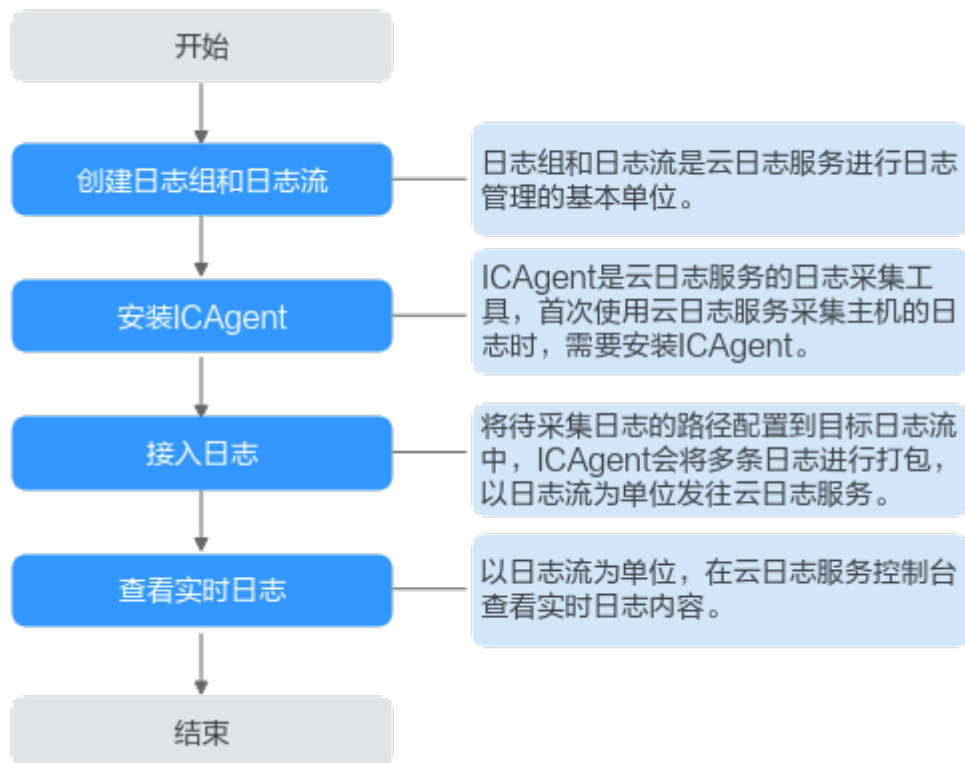 开始
创建日志组和日志流
日志组和日志流是云日志服务进行日志
管理的基本单位。
安装ICAgent
ICAgent是云日志服务的日志采集工
具，首次使用云日志服务采集主机的日
志时，需要安装ICAgent。
接入日志
将待采集日志的路径配置到目标日志流
中，ICAgent会将多条日志进行打包，
以日志流为单位发往云日志服务。
查看实时日志
以日志流为单位，在云日志服务控制台
查看实时日志内容。
结束